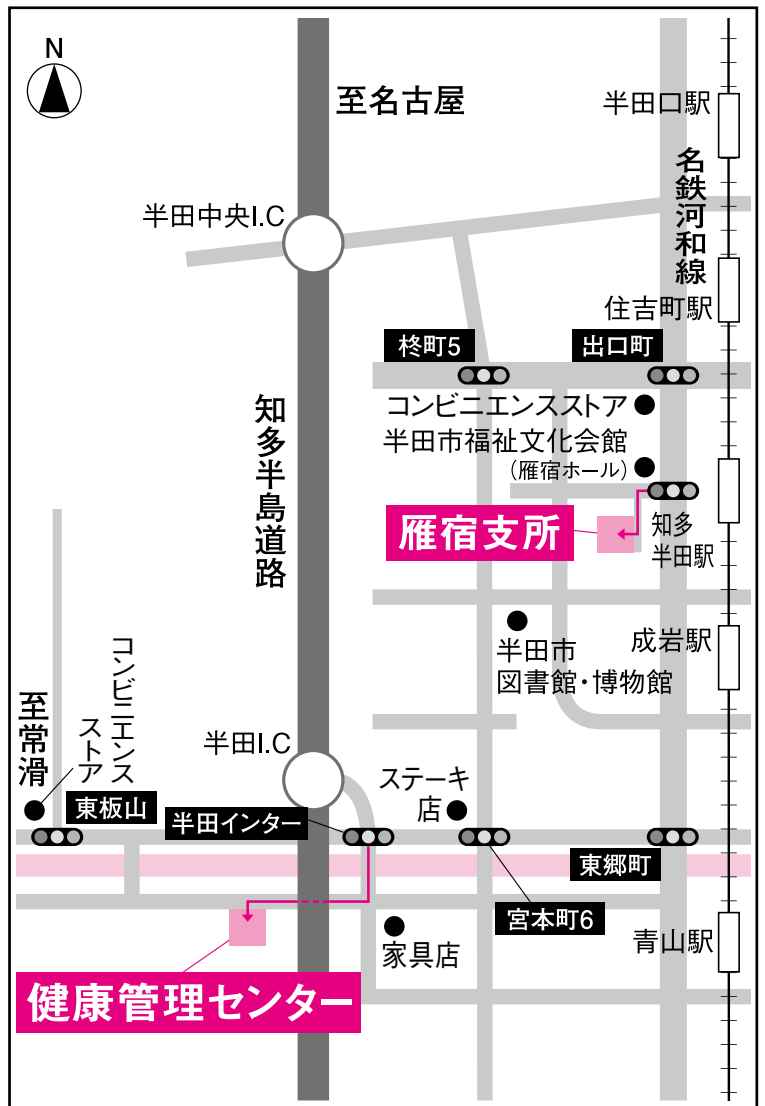 N
至名古屋
半田口駅
名鉄河和線
半田中央I.C
住吉町駅
柊町5
出口町
コンビニエンスストア
半田市福祉文化会館
(雁宿ホール)
知多半島道路
雁宿支所
知多
半田駅
成岩駅
半田市
図書館・博物館
コンビニエンス
ストア
至常滑
半田I.C
ステーキ
店
東板山
半田インター
東郷町
宮本町6
青山駅
家具店
健康管理センター